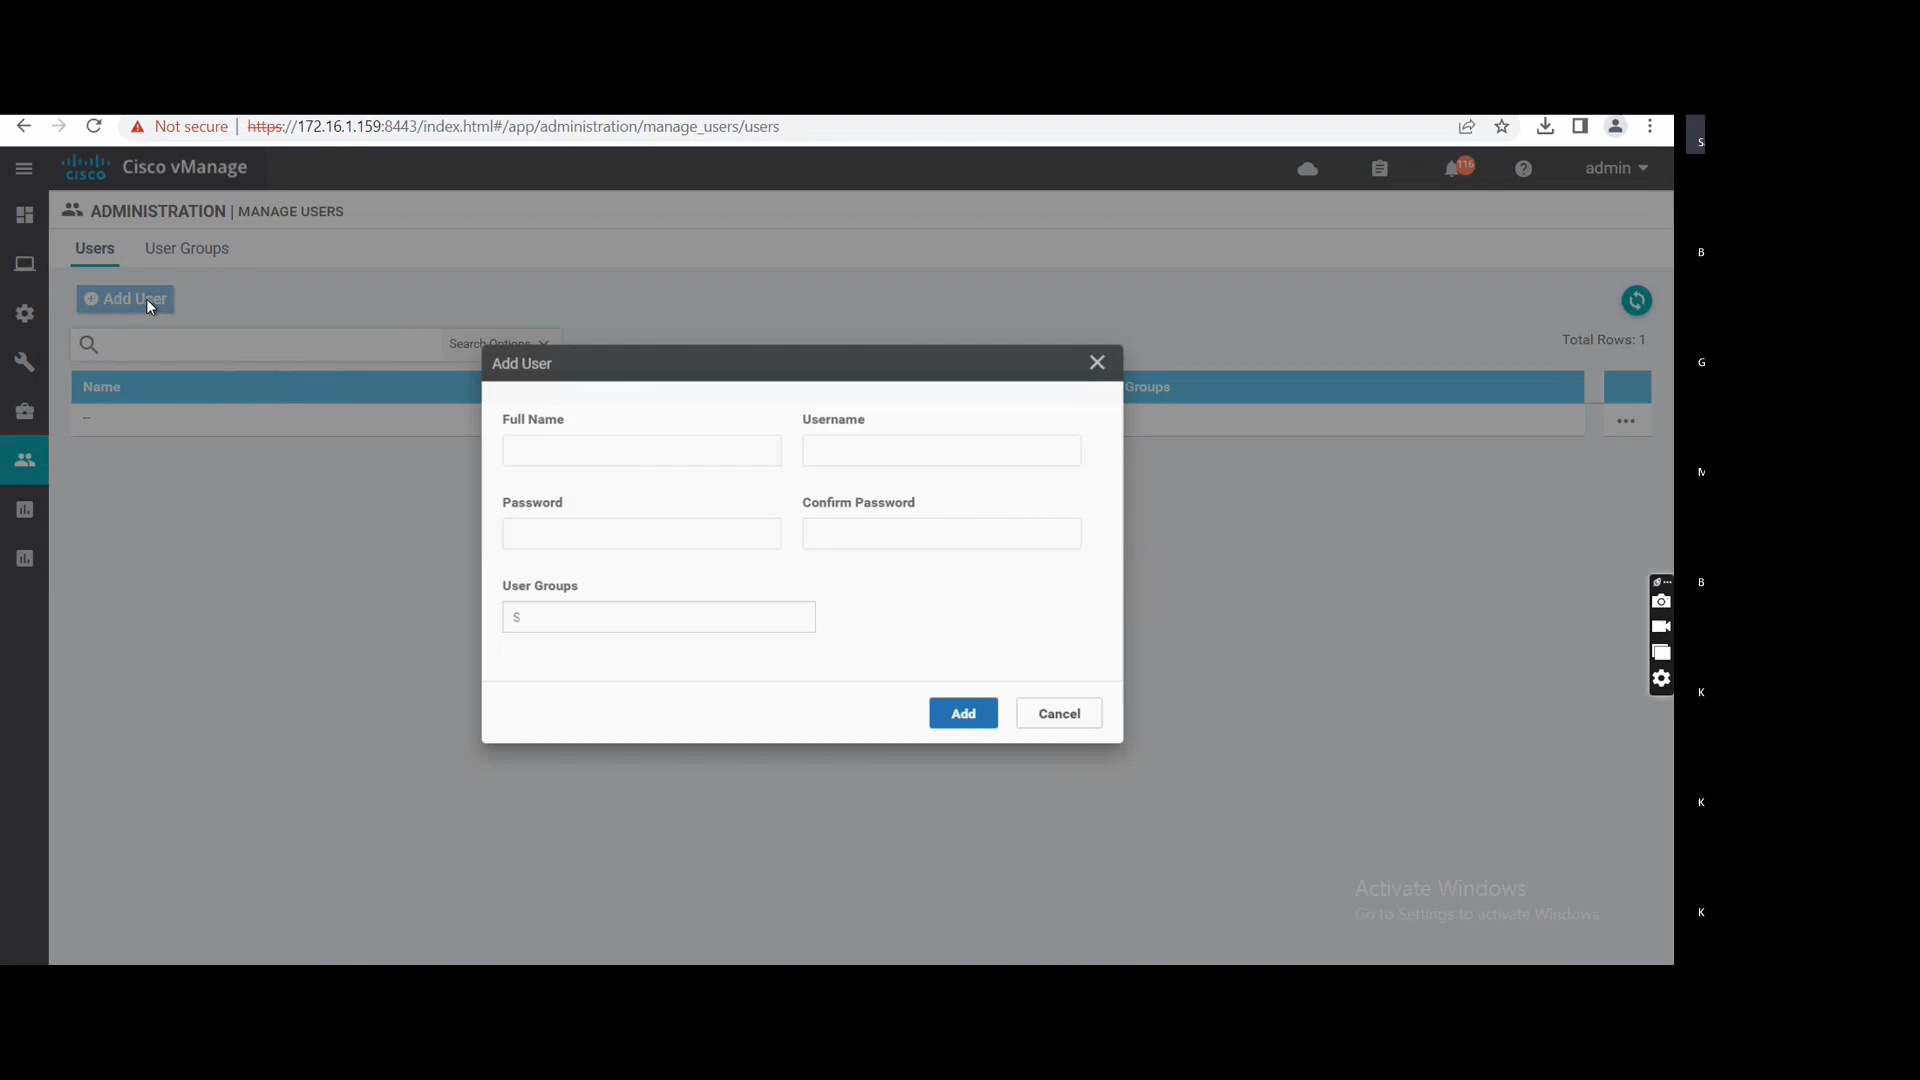 Not secure | https://172.16.1.159:8443/index.html#/app/administration/manage_users/users
S
cisco Cisco vManage
116
admin
ADMINISTRATION | MANAGE USERS
Users User Groups
Add User
B
Search Options
Total Rows: 1
Add User
G
Name
Groups
--
Full Name Username
M
Password Confirm Password
User Groups
B
S
K
Add Cancel
K
Activate Windows
Go to Settings to activate Windows.
K